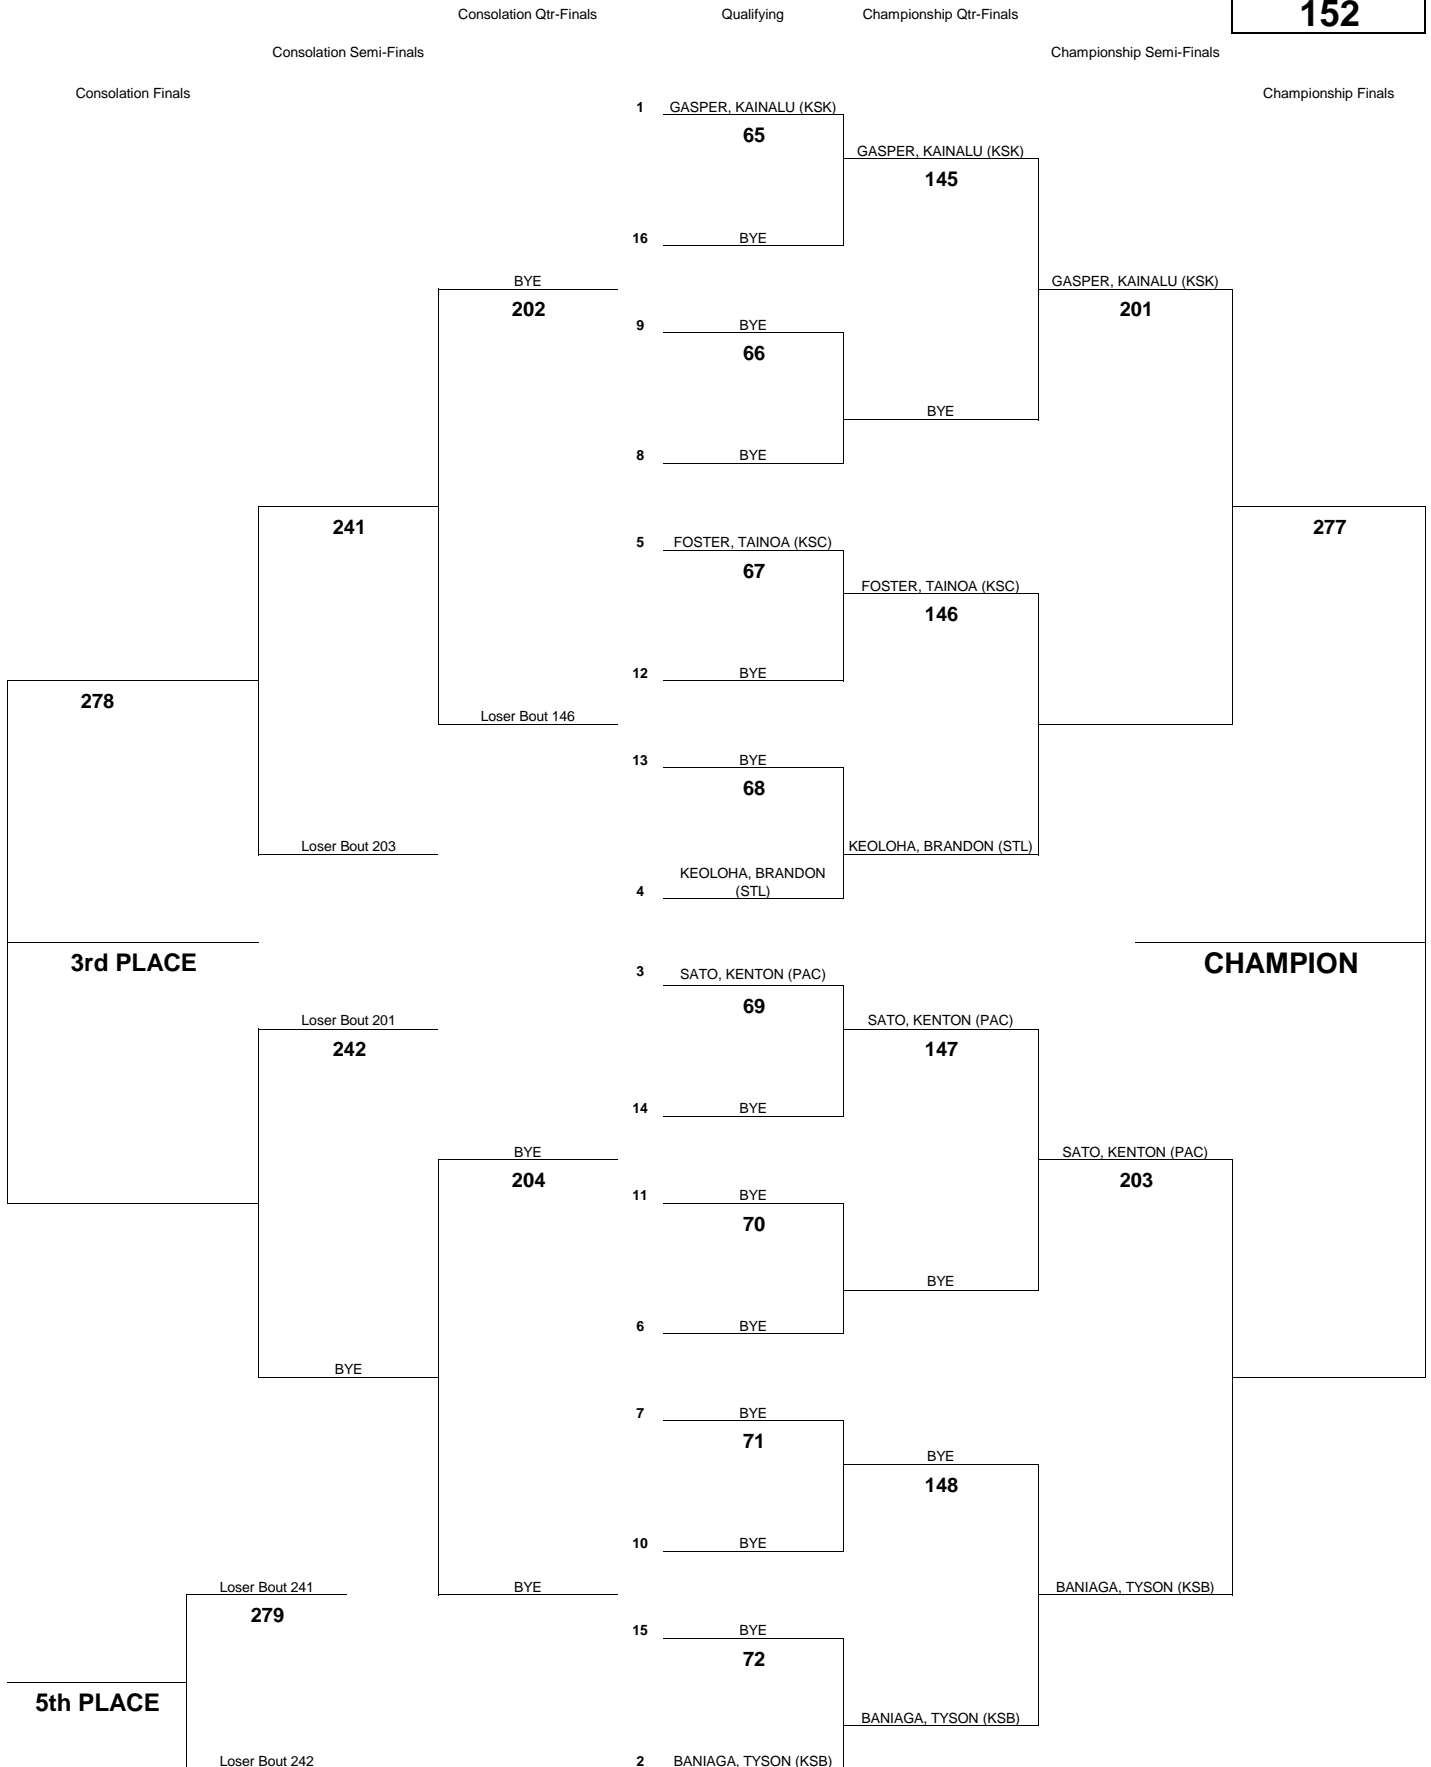 Consolation Qtr-Finals Qualifying Championship Qtr-Finals 152
Consolation Semi-Finals Championship Semi-Finals
Consolation Finals Championship Finals
1 GASPER, KAINALU (KSK)
65
GASPER, KAINALU (KSK)
145
16 BYE
BYE GASPER, KAINALU (KSK)
202 201
9 BYE
66
BYE
8 BYE
241 277
5 FOSTER, TAINOA (KSC)
67
FOSTER, TAINOA (KSC)
146
12 BYE
278
Loser Bout 146
13 BYE
68
Loser Bout 203 KEOLOHA, BRANDON (STL)
KEOLOHA, BRANDON
4 (STL)
3rd PLACE CHAMPION
3 SATO, KENTON (PAC)
69
Loser Bout 201 SATO, KENTON (PAC)
242 147
14 BYE
BYE SATO, KENTON (PAC)
204 203
11 BYE
70
BYE
6 BYE
BYE
7 BYE
71
BYE
148
10 BYE
Loser Bout 241 BYE BANIAGA, TYSON (KSB)
279
15 BYE
72
5th PLACE
BANIAGA, TYSON (KSB)
Loser Bout 242 2 BANIAGA, TYSON (KSB)